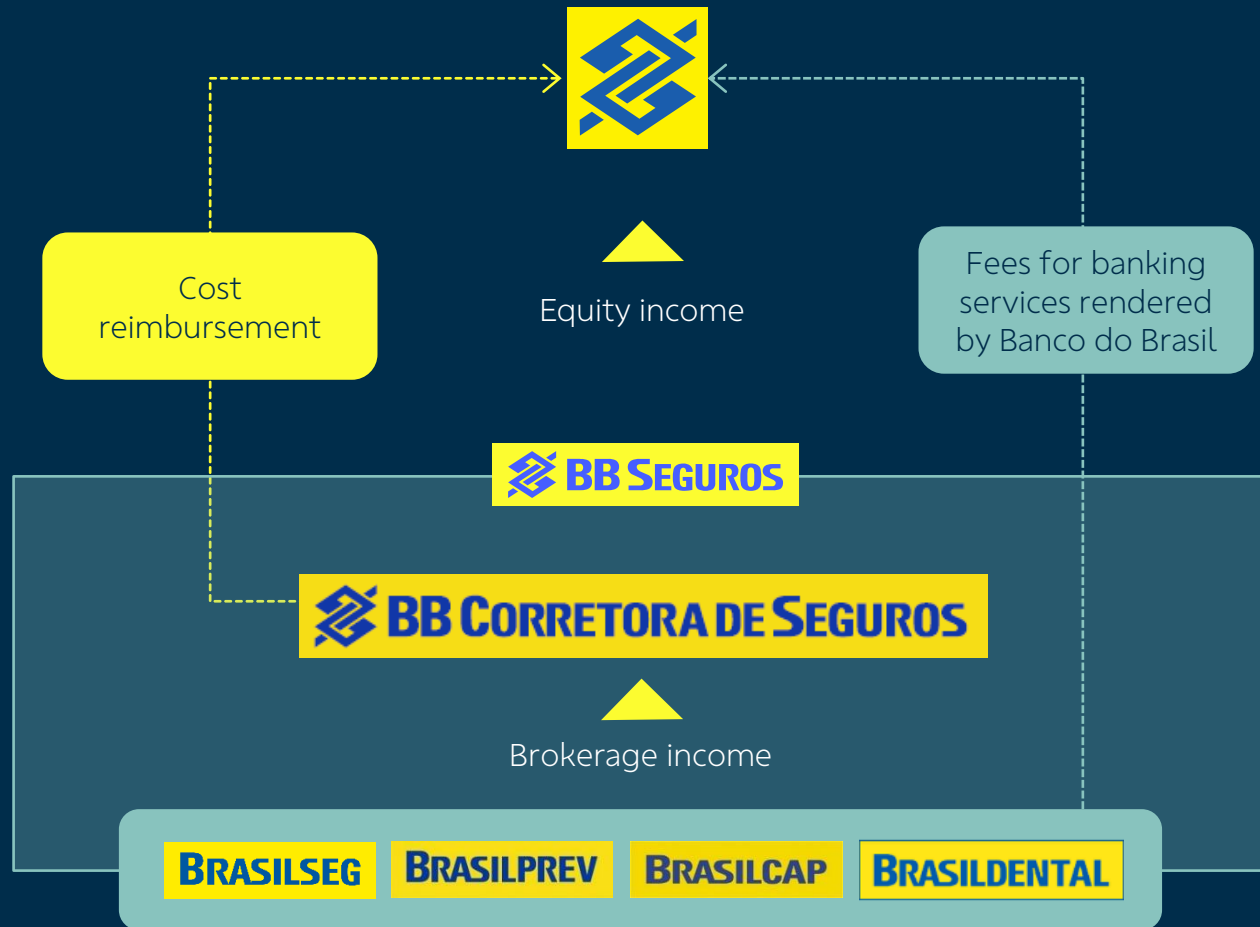 Cost
reimbursement
Equity income
Fees for banking
services rendered
by Banco do Brasil
BB SEGUROS
BB CORRETORA DE SEGUROS
Brokerage income
BRASILSEG
BRASILPREV
BRASILCAP
BRASILDENTAL